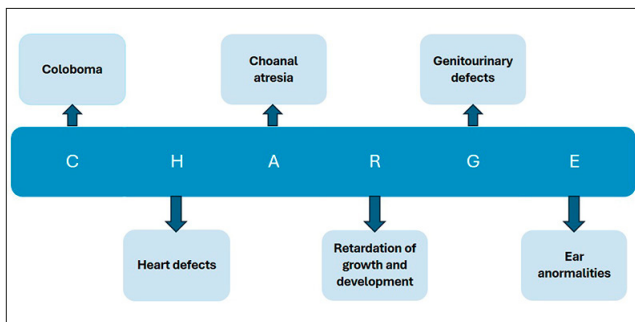 Coloboma
Choanal
atresia
Genitourinary
defects
C H A R G E
Heart defects
Retardation of
growth and
development
Ear
anormalities